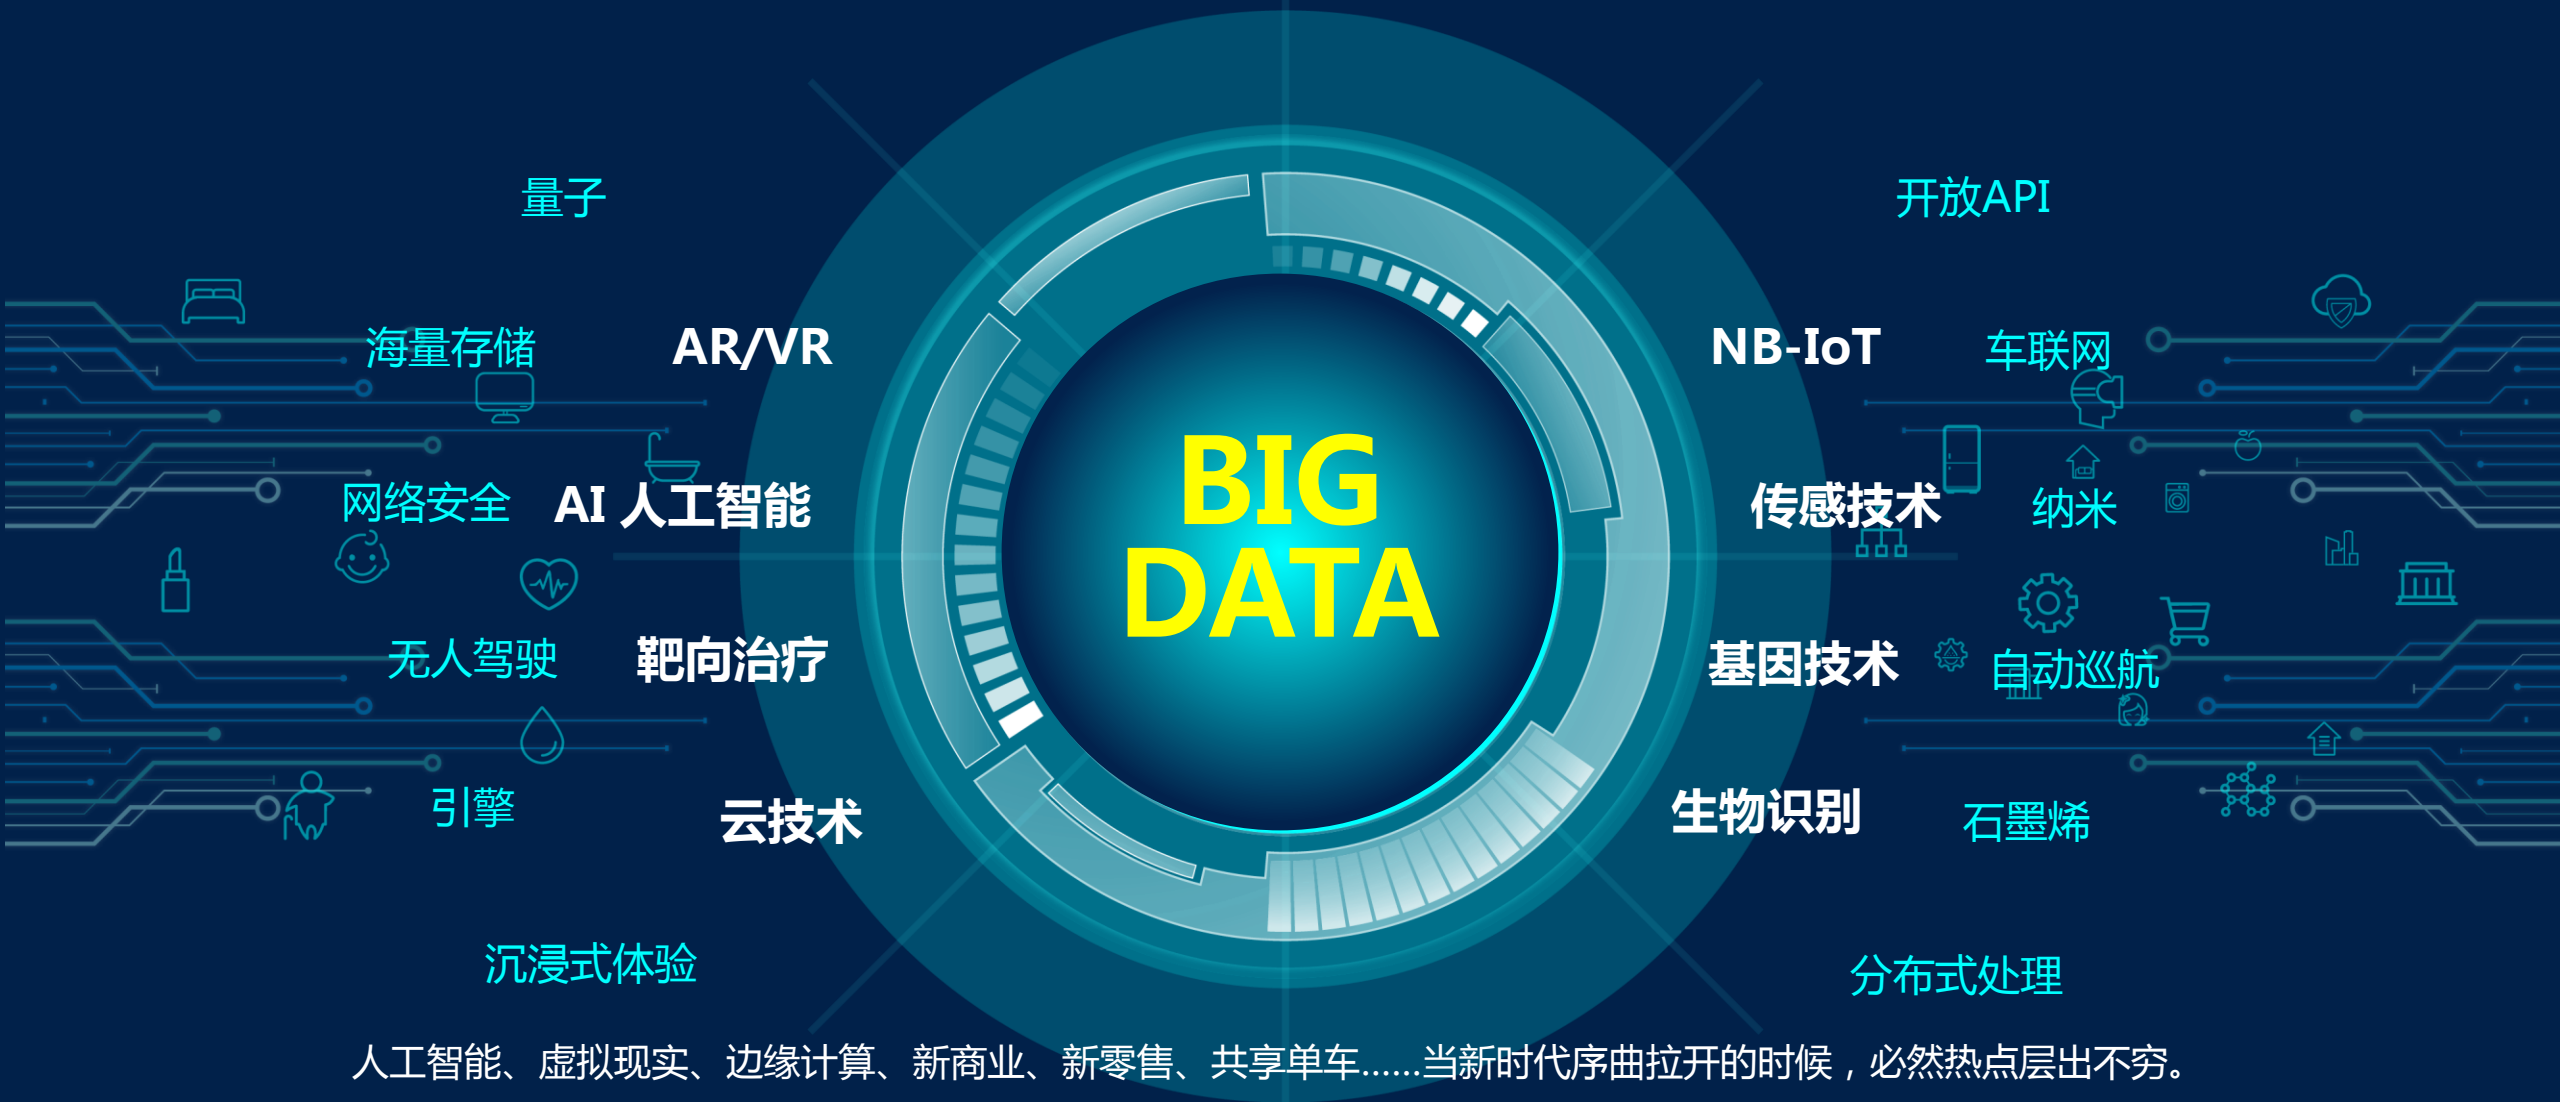 量子
开放API
海量存储
AR/VR
NB-IoT
车联网
BIG
DATA
网络安全
AI 人工智能
传感技术
纳米
无人驾驶
靶向治疗
基因技术
自动巡航
引擎
云技术
生物识别
石墨烯
沉浸式体验
分布式处理
人工智能、虚拟现实、边缘计算、新商业、新零售、共享单车......当新时代序曲拉开的时候，必然热点层出不穷。